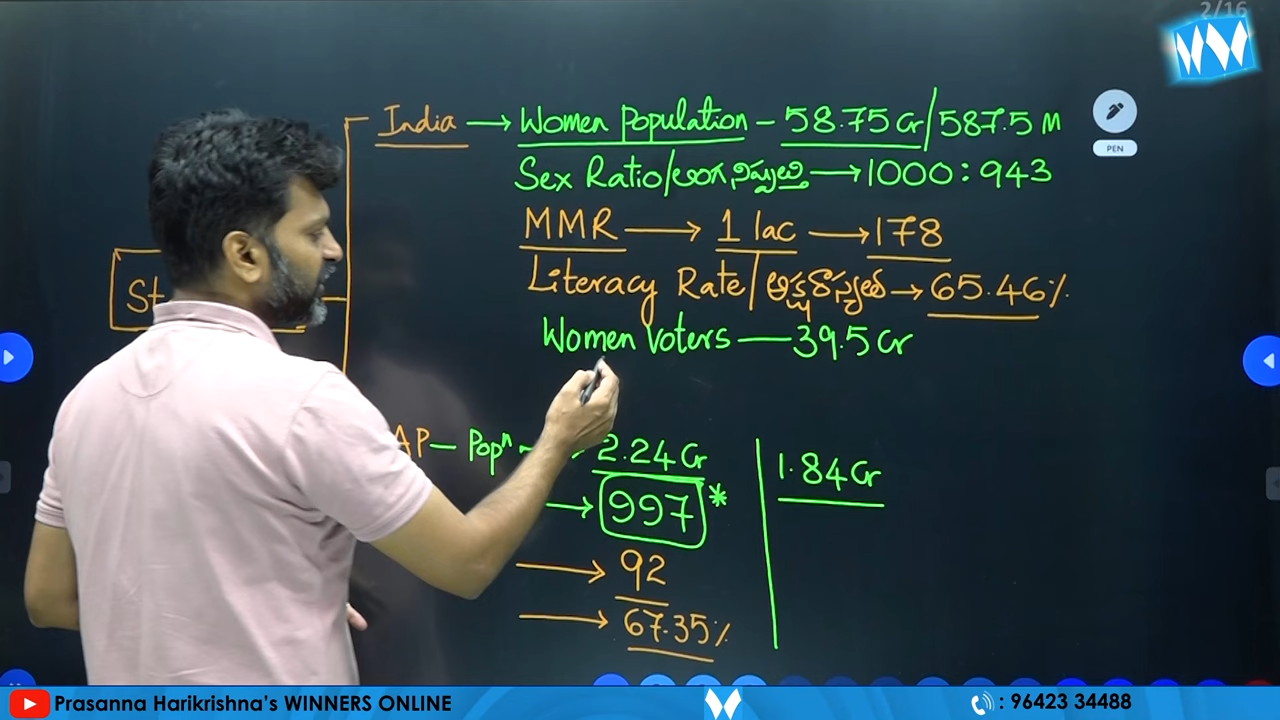 2/16
W
India → Women Population - 58.75 Cr/587.5 M
PEN
Sex Ratio/లింగ నిష్పత్తి → 1000:943
MMR → 1 lac → 178
St
Literacy Rate/అక్షరాస్యత → 65.46%
Women Voters — 39.5 Cr
AP - Popⁿ → 2.24 Cr
1.84 Cr
→ 997 *
→ 92
→ 67.35%
Prasanna Harikrishna's WINNERS ONLINE
W
: 96423 34488